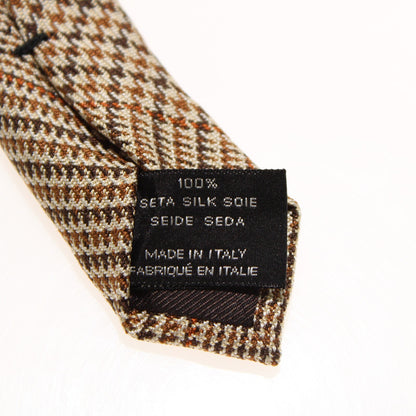 100%
SETA SILK SOIE
SEIDE SEDA
MADE IN ITALY
FABRIQUÉ EN ITALIE